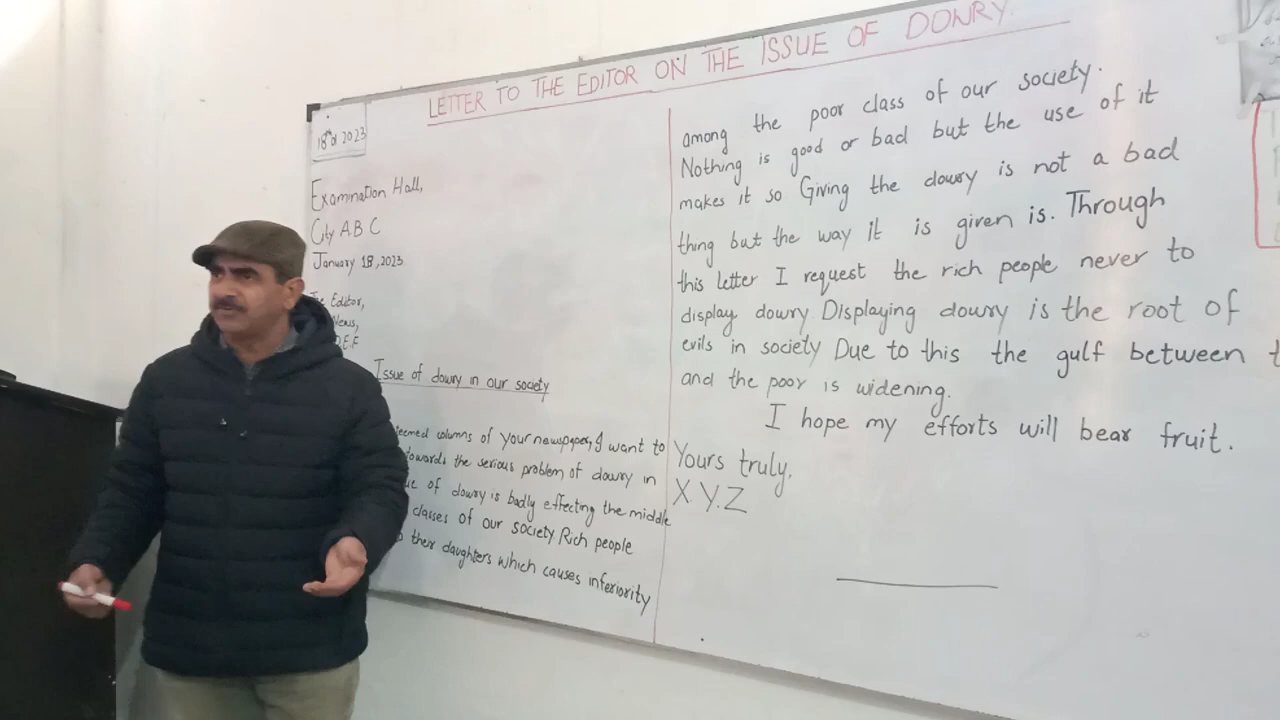 LETTER TO THE EDITOR ON THE ISSUE OF DOWRY.
18th 01 2023
Examination Hall,
City A B C
January 18, 2023
The Editor,
News,
D.E.F
Issue of dowry in our society
columns of your newspaper, I want to
towards the serious problem of dowry in
of dowry is badly effecting the middle
classes of our society. Rich people
their daughters which causes inferiority
among the poor class of our society.
Nothing is good or bad but the use of it
makes it so Giving the dowry is not a bad
thing but the way it is given is. Through
this letter I request the rich people never to
display dowry Displaying dowry is the root of
evils in society Due to this the gulf between
and the poor is widening.
I hope my efforts will bear fruit.
Yours truly,
X.Y.Z